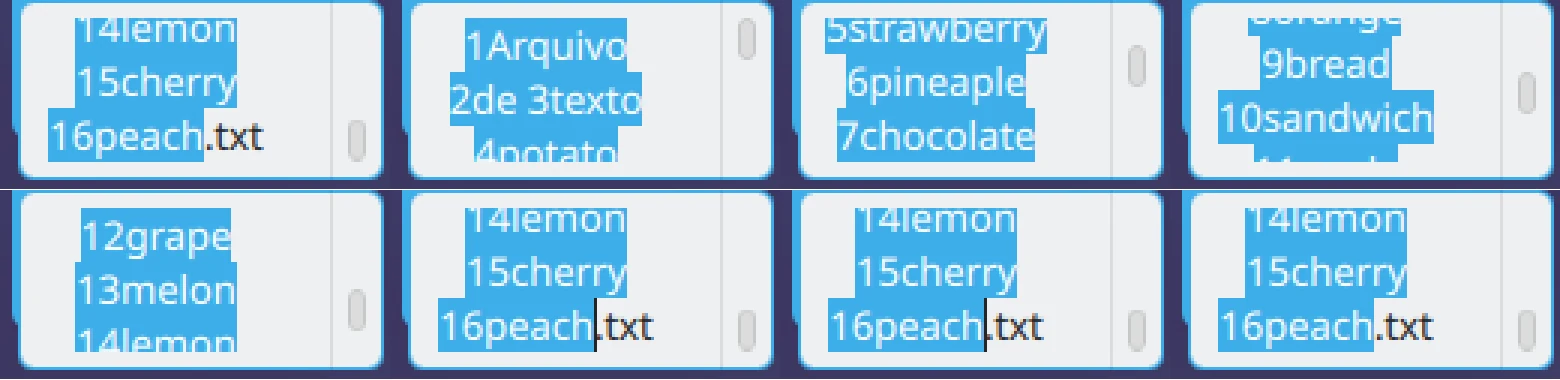 14lemon
15cherry
16peach.txt
1Arquivo
2de 3texto
4potato
5strawberry
6pineaple
7chocolate
8orange
9bread
10sandwich
12grape
13melon
14lemon
14lemon
15cherry
16peach.txt
14lemon
15cherry
16peach.txt
14lemon
15cherry
16peach.txt